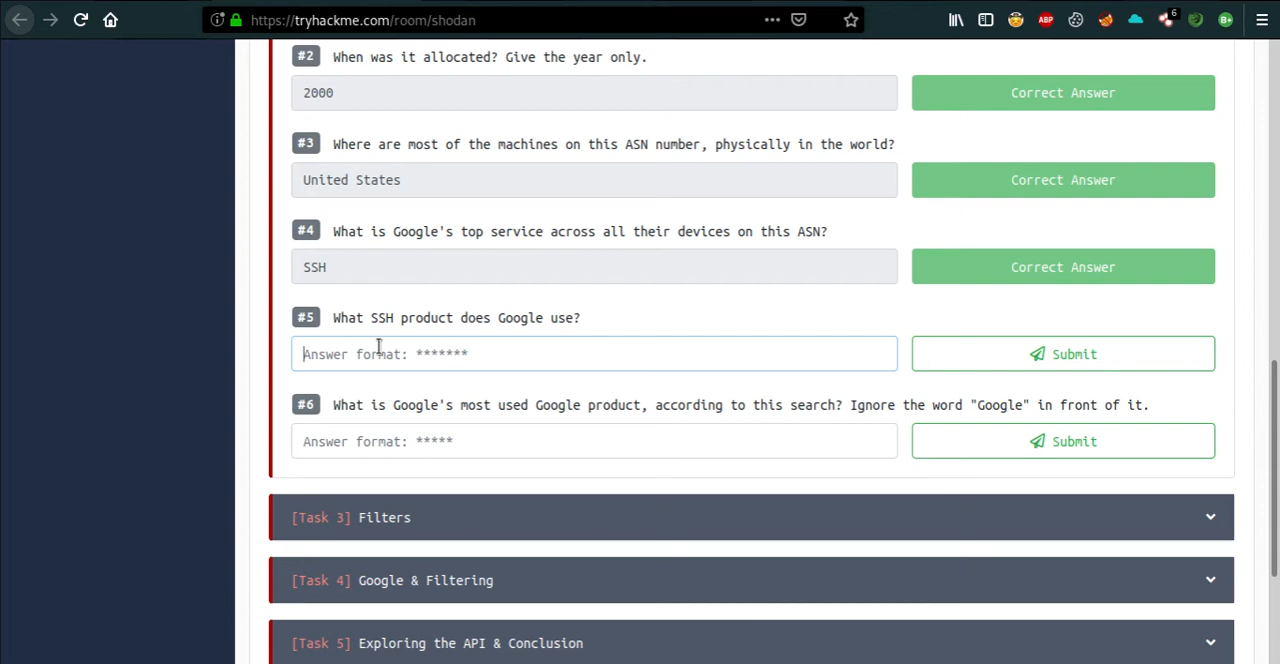 https://tryhackme.com/room/shodan
ABP
6
B+
#2 When was it allocated? Give the year only.
2000 Correct Answer
#3 Where are most of the machines on this ASN number, physically in the world?
United States Correct Answer
#4 What is Google's top service across all their devices on this ASN?
SSH Correct Answer
#5 What SSH product does Google use?
Answer format: ******* Submit
#6 What is Google's most used Google product, according to this search? Ignore the word "Google" in front of it.
Answer format: ***** Submit
[Task 3] Filters
[Task 4] Google & Filtering
[Task 5] Exploring the API & Conclusion